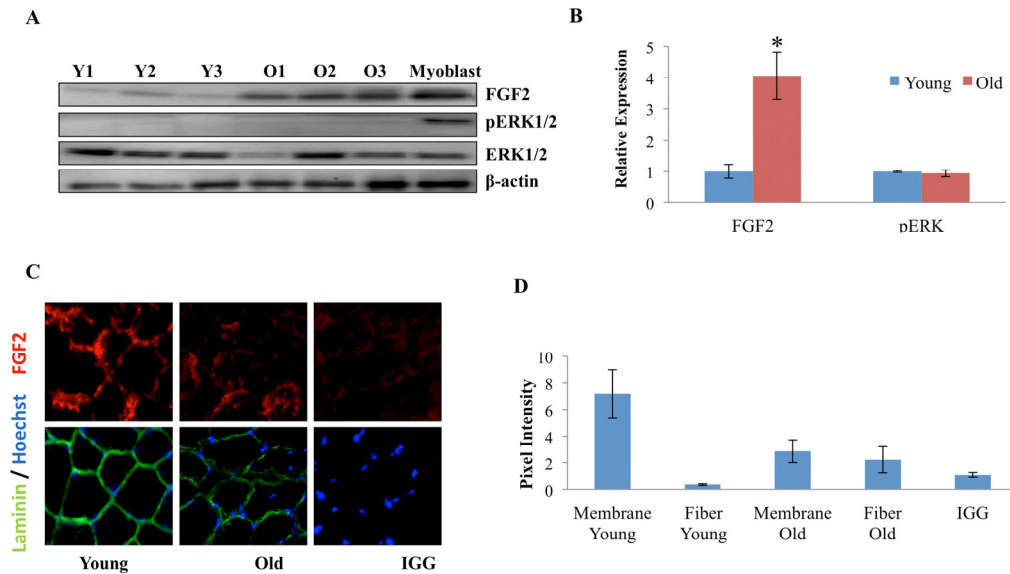 A
Y1 Y2 Y3 O1 O2 O3 Myoblast
FGF2
pERK1/2
ERK1/2
β-actin
B
Relative Expression
5
4
3
2
1
0
*
Young Old
FGF2 pERK
C
FGF2
Laminin / Hoechst
Young Old IGG
D
Pixel Intensity
10
8
6
4
2
0
Membrane Fiber Membrane Fiber IGG
Young Young Old Old